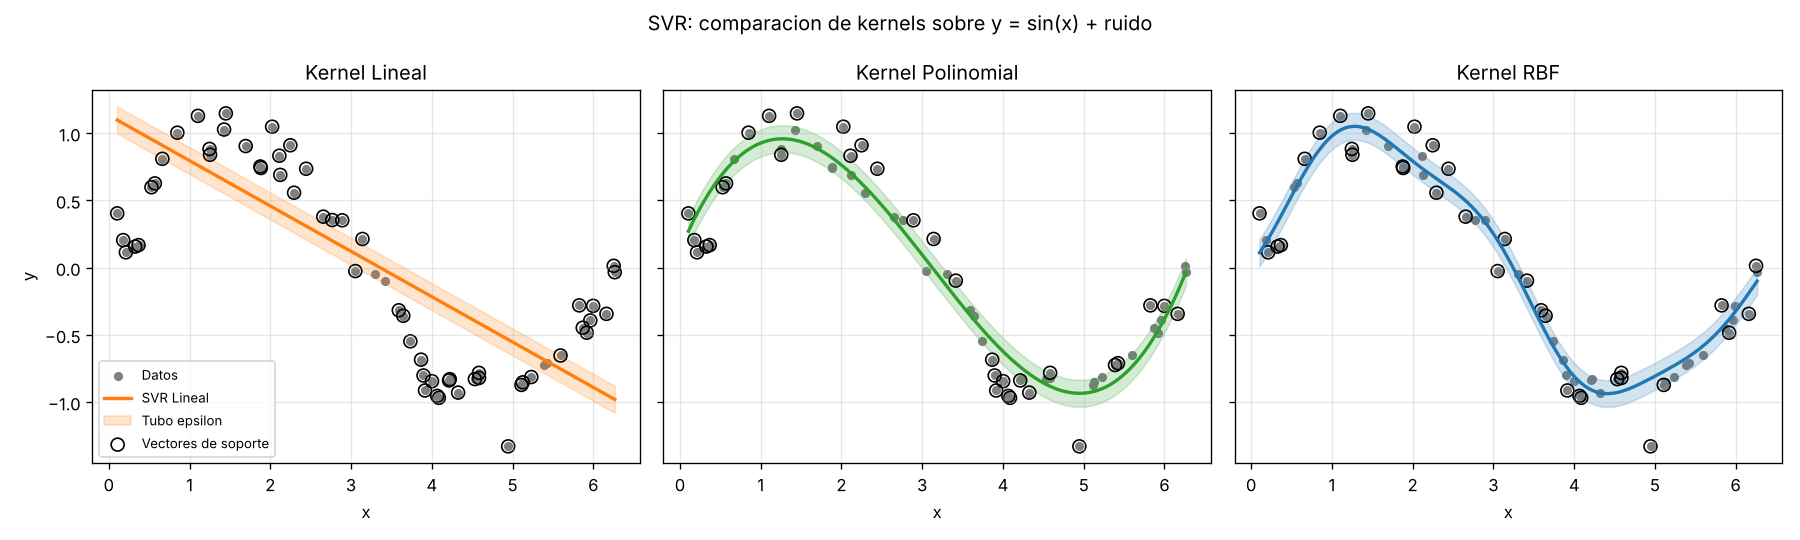 SVR: comparacion de kernels sobre y = sin(x) + ruido
Kernel Lineal
Kernel Polinomial
Kernel RBF
y
1.0
0.5
0.0
−0.5
−1.0
Datos
SVR Lineal
Tubo epsilon
Vectores de soporte
0 1 2 3 4 5 6
0 1 2 3 4 5 6
0 1 2 3 4 5 6
x
x
x